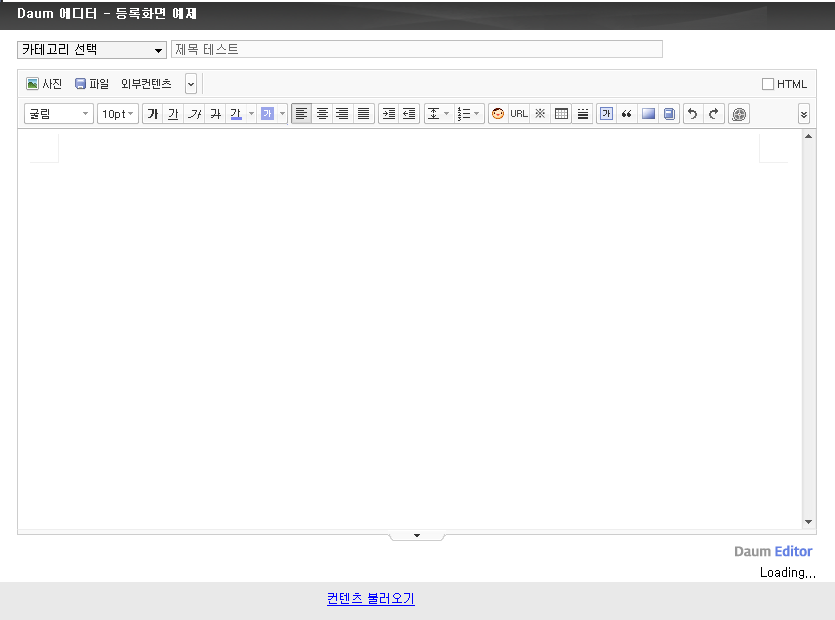 Daum 에디터 - 등록화면 예제
카테고리 선택 제목 테스트
사진 파일 외부컨텐츠 HTML
굴림 10pt 가 가 가 가 가 가 URL ※ 가 “
Daum Editor
Loading...
컨텐츠 불러오기